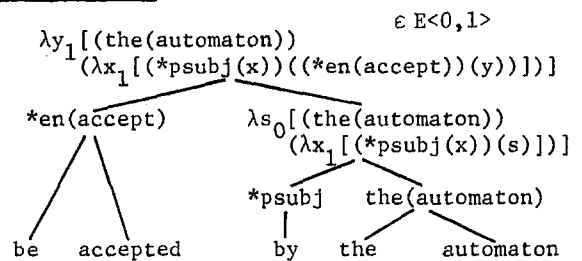 ε E<0,1>
λy₁[(the(automaton))
(λx₁[(*psubj(x))((*en(accept))(y))])]
*en(accept) λs₀[(the(automaton))
(λx₁[(*psubj(x))(s)])]
*psubj the(automaton)
be accepted by the automaton